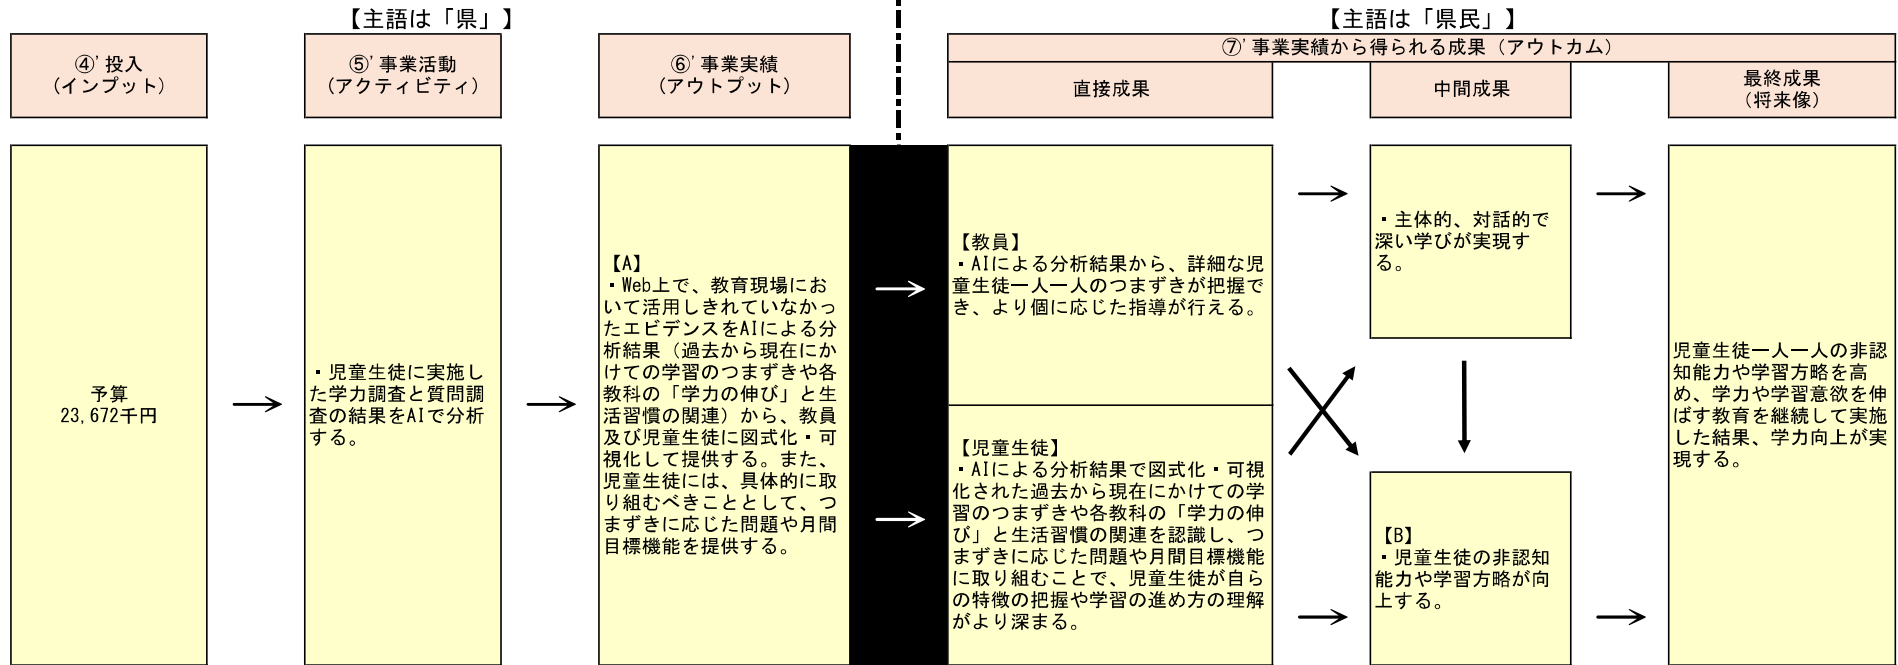 【主語は「県」】
【主語は「県民」】
④' 投入
(インプット)
⑤' 事業活動
(アクティビティ)
⑥' 事業実績
(アウトプット)
⑦' 事業実績から得られる成果(アウトカム)
直接成果
中間成果
最終成果
(将来像)
予算
23,672千円
・児童生徒に実施し
た学力調査と質問調
査の結果をAIで分析
する。
【A】
・Web上で、教育現場にお
いて活用しきれていなかっ
たエビデンスをAIによる分
析結果(過去から現在にか
けての学習のつまずきや各
教科の「学力の伸び」と生
活習慣の関連)から、教員
及び児童生徒に図式化・可
視化して提供する。また、
児童生徒には、具体的に取
り組むべきこととして、つ
まずきに応じた問題や月間
目標機能を提供する。
【教員】
・AIによる分析結果から、詳細な児
童生徒一人一人のつまずきが把握で
き、より個に応じた指導が行える。
【児童生徒】
・AIによる分析結果で図式化・可視
化された過去から現在にかけての学
習のつまずきや各教科の「学力の伸
び」と生活習慣の関連を認識し、つ
まずきに応じた問題や月間目標機能
に取り組むことで、児童生徒が自ら
の特徴の把握や学習の進め方の理解
がより深まる。
・主体的、対話的で
深い学びが実現す
る。
【B】
・児童生徒の非認知
能力や学習方略が向
上する。
児童生徒一人一人の非認
知能力や学習方略を高
め、学力や学習意欲を伸
ばす教育を継続して実施
した結果、学力向上が実
現する。